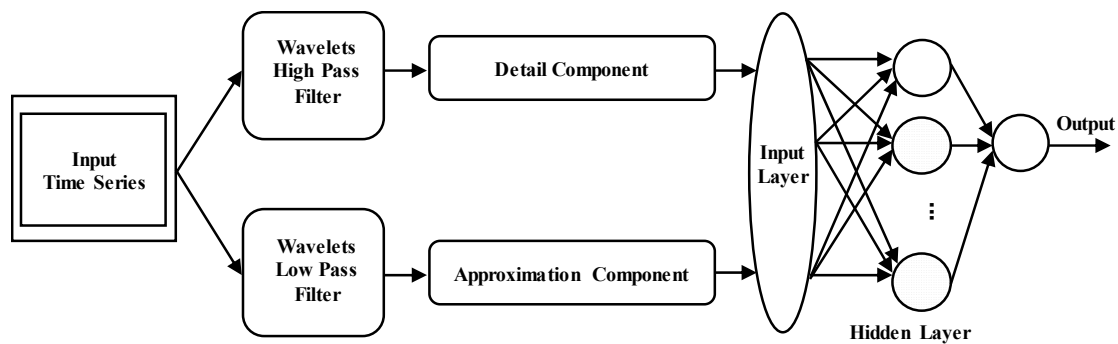 Wavelets
High Pass
Filter
Detail Component
Input
Time Series
Input
Layer
Output
Wavelets
Low Pass
Filter
Approximation Component
...
Hidden Layer